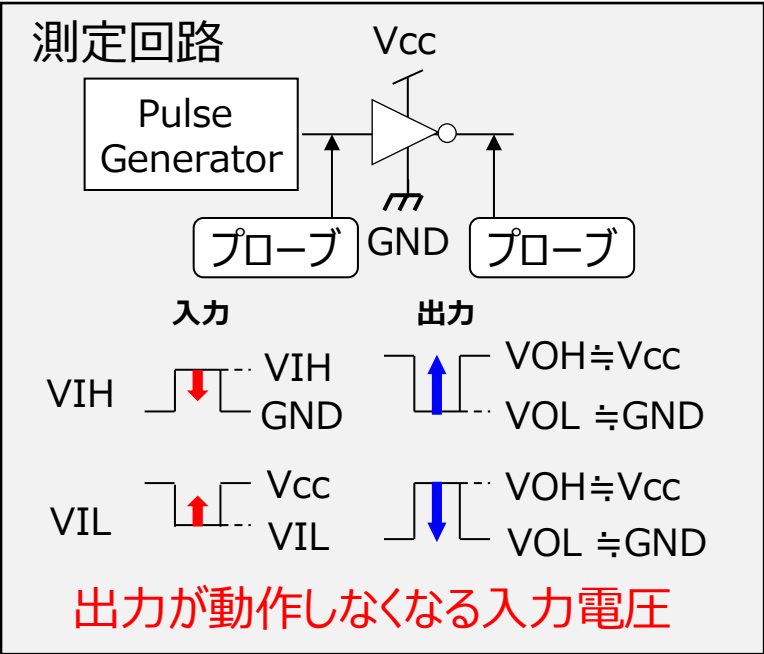 測定回路
Vcc
Pulse
Generator
プローブ
GND
プローブ
入力
出力
VIH
VIH
GND
VOH≒Vcc
VOL ≒GND
VIL
Vcc
VIL
VOH≒Vcc
VOL ≒GND
出力が動作しなくなる入力電圧